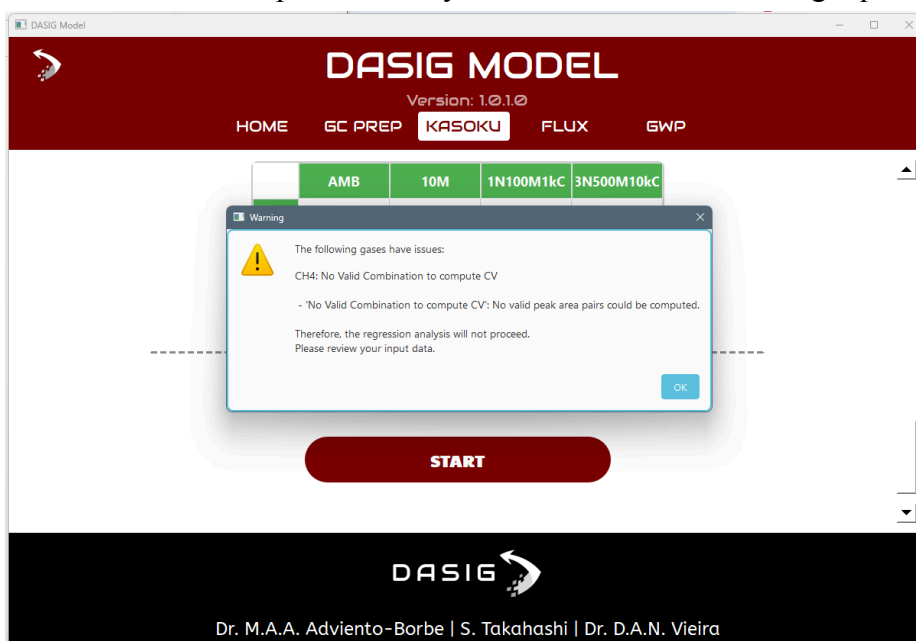 DASIG Model
DASIG MODEL
Version: 1.0.1.0
HOME GC PREP KASOKU FLUX GWP
AMB 10M 1N100M1kC 3N500M10kC
Warning
The following gases have issues:
CH4: No Valid Combination to compute CV
- 'No Valid Combination to compute CV': No valid peak area pairs could be computed.
Therefore, the regression analysis will not proceed.
Please review your input data.
OK
START
DASIG
Dr. M.A.A. Adviento-Borbe | S. Takahashi | Dr. D.A.N. Vieira